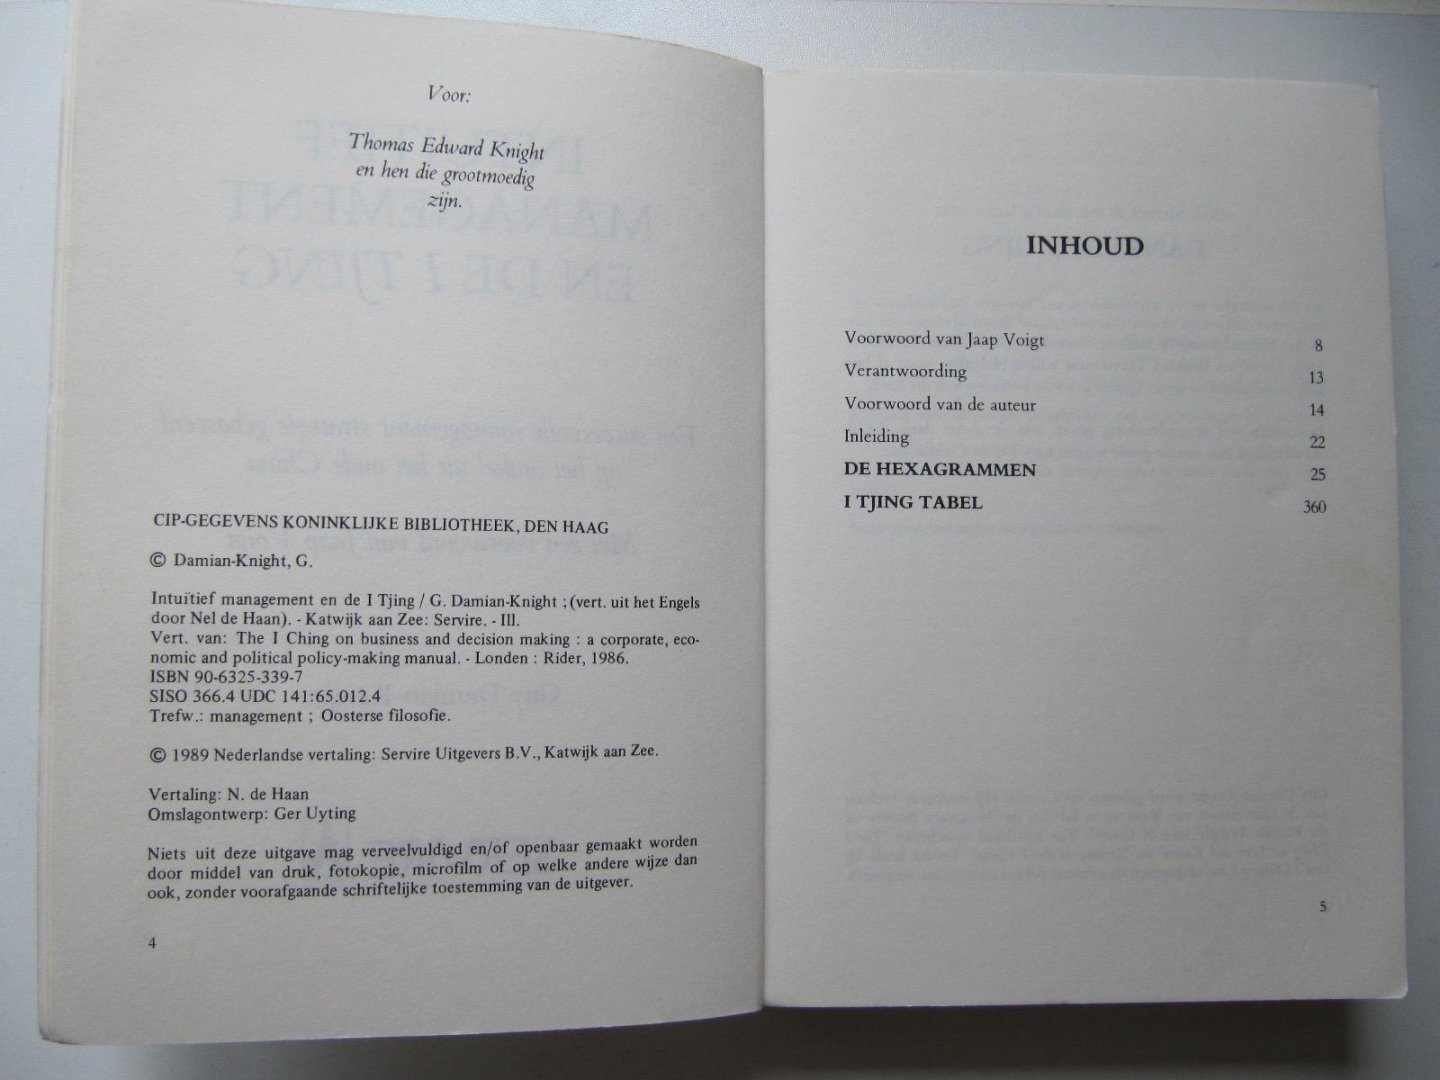 Voor:
Thomas Edward Knight
en hen die grootmoedig
zijn.
CIP-GEGEVENS KONINKLIJKE BIBLIOTHEEK, DEN HAAG
© Damian-Knight, G.
Intuïtief management en de I Tjing / G. Damian-Knight ; (vert. uit het Engels
door Nel de Haan). - Katwijk aan Zee: Servire. - Ill.
Vert. van: The I Ching on business and decision making : a corporate, eco-
nomic and political policy-making manual. - Londen : Rider, 1986.
ISBN 90-6325-339-7
SISO 366.4 UDC 141:65.012.4
Trefw.: management ; Oosterse filosofie.
© 1989 Nederlandse vertaling: Servire Uitgevers B.V., Katwijk aan Zee.
Vertaling: N. de Haan
Omslagontwerp: Ger Uyting
Niets uit deze uitgave mag verveelvuldigd en/of openbaar gemaakt worden
door middel van druk, fotokopie, microfilm of op welke andere wijze dan
ook, zonder voorafgaande schriftelijke toestemming van de uitgever.
4
INHOUD
Voorwoord van Jaap Voigt 8
Verantwoording 13
Voorwoord van de auteur 14
Inleiding 22
DE HEXAGRAMMEN 25
I TJING TABEL 360
5